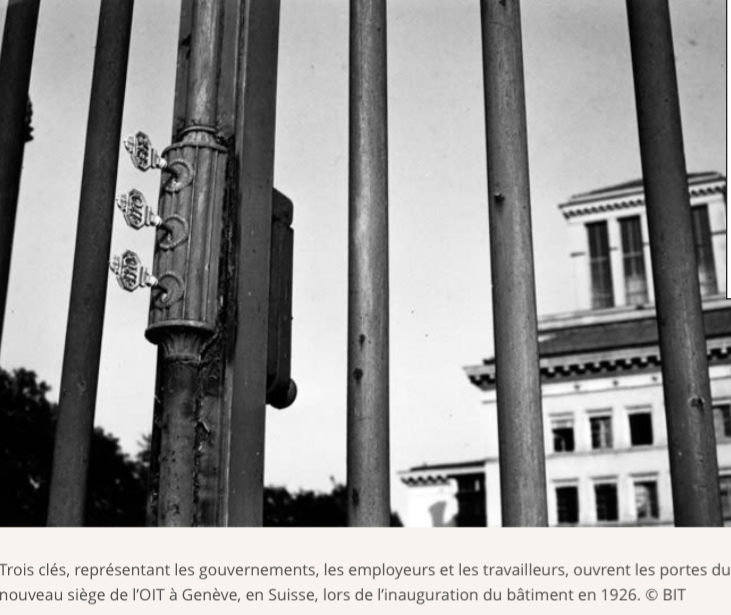 Trois clés, représentant les gouvernements, les employeurs et les travailleurs, ouvrent les portes du
nouveau siège de l’OIT à Genève, en Suisse, lors de l’inauguration du bâtiment en 1926. © BIT